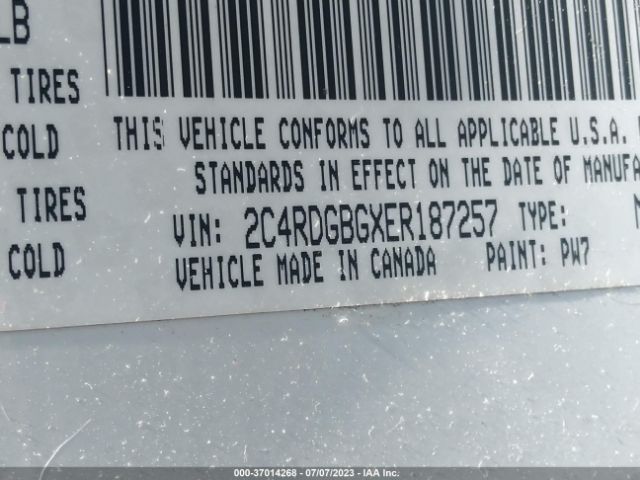 LB
TIRES
COLD
THIS VEHICLE CONFORMS TO ALL APPLICABLE U.S.A.
STANDARDS IN EFFECT ON THE DATE OF MANUFA
TIRES
VIN: 2C4RDGBGXER187257 TYPE:
COLD
VEHICLE MADE IN CANADA PAINT: PW7
000-37014268 - 07/07/2023 - IAA Inc.